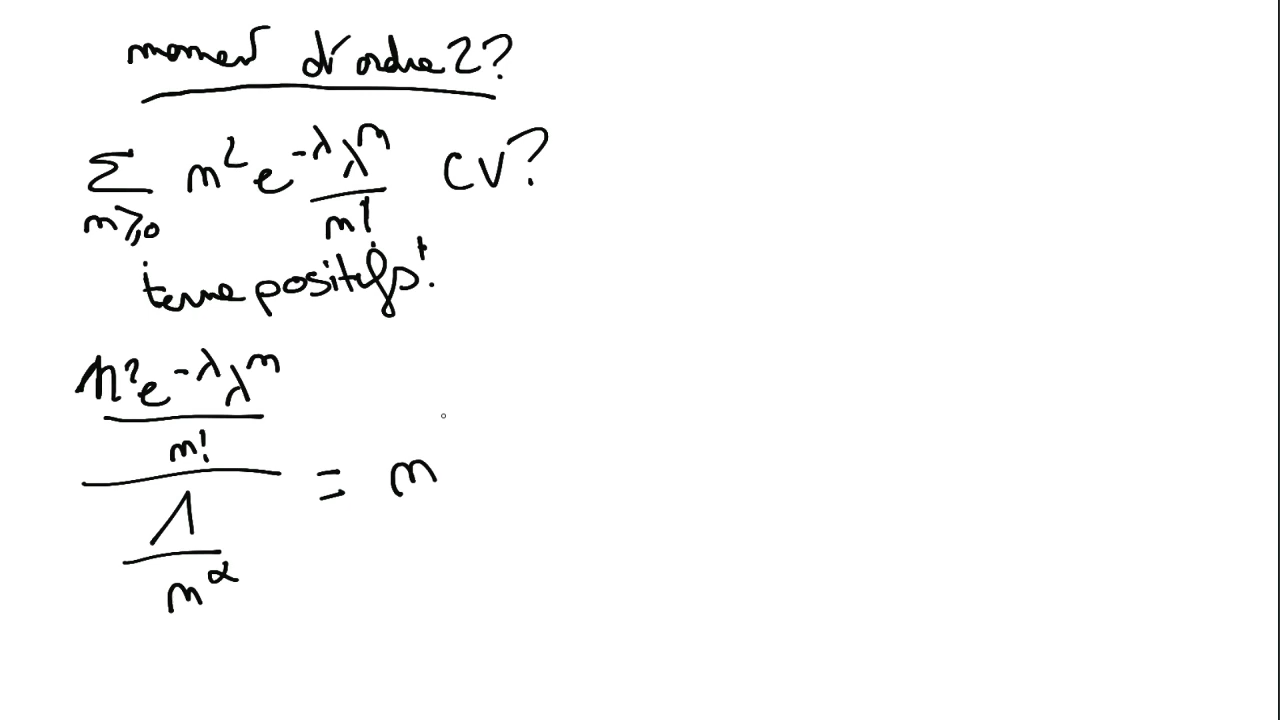 moment d'ordre 2?
∑ n² e^{-λ} λ^n / n! CV?
n ≥ 0
terme positifs!
n² e^{-λ} λ^n
n!
= n
1
n^α